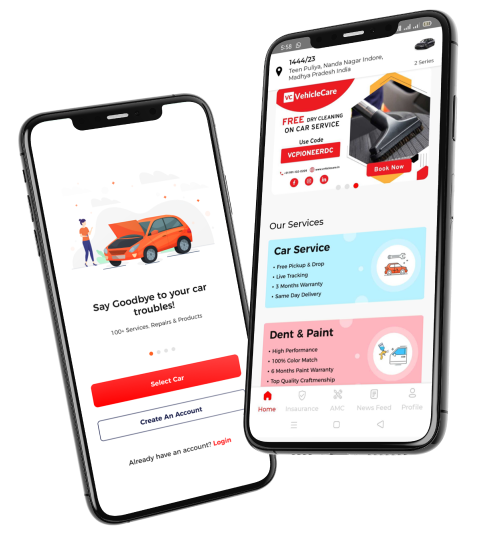 Say Goodbye to your car
troubles!
100+ Services, Repairs & Products
Select Car
Create An Account
Already have an account? Login
5:58
1444/23
Teen Puliya, Nanda Nagar Indore,
Madhya Pradesh India
2 Series
VC VehicleCare
FREE DRY CLEANING
ON CAR SERVICE
Use Code
VCPIONEERDC
Book Now
Our Services
Car Service
• Free Pickup & Drop
• Live Tracking
• 3 Months Warranty
• Same Day Delivery
Dent & Paint
• High Performance
• 100% Color Match
• 6 Months Paint Warranty
• Top Quality Craftmenship
Home
Insaurance
AMC
News Feed
Profile